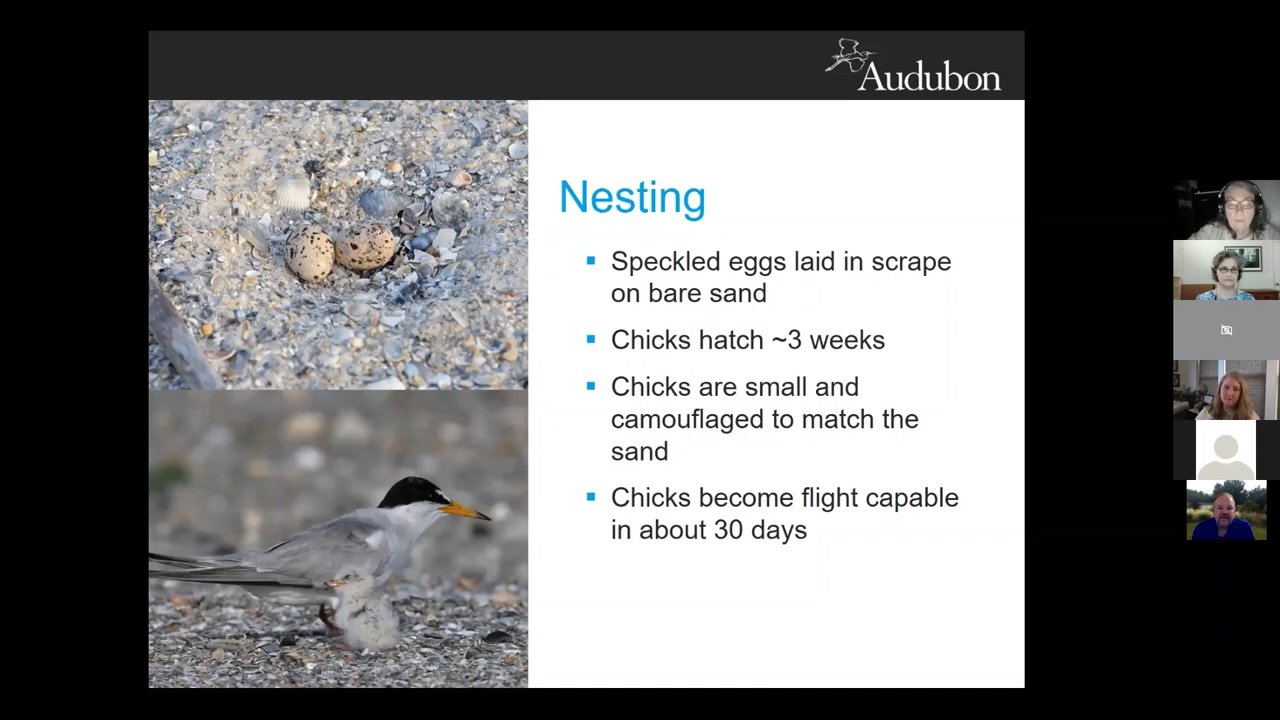 Audubon
Nesting
Speckled eggs laid in scrape
on bare sand
Chicks hatch ~3 weeks
Chicks are small and
camouflaged to match the
sand
Chicks become flight capable
in about 30 days